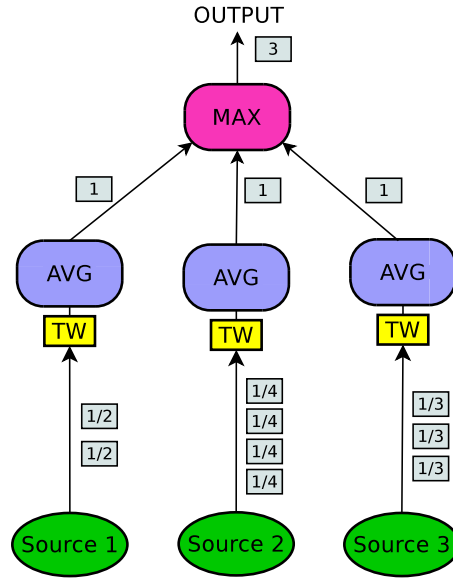 OUTPUT
3
MAX
1
1
1
AVG
AVG
AVG
TW
TW
TW
1/2
1/2
1/4
1/4
1/4
1/4
1/3
1/3
1/3
Source 1
Source 2
Source 3